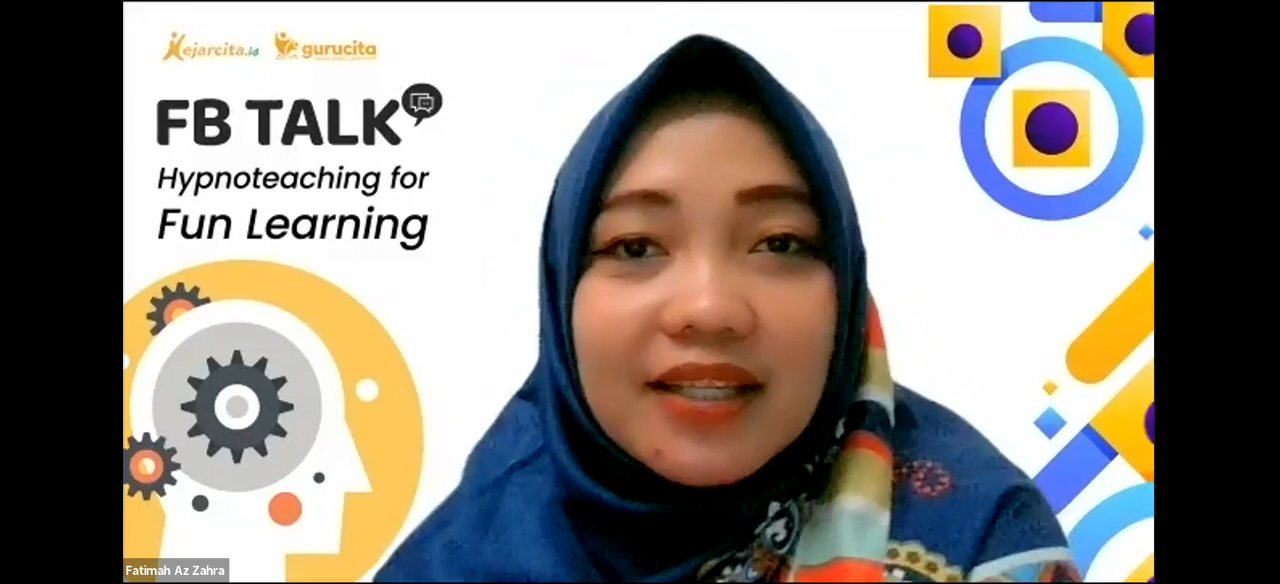 kejarcita.id gurucita
FB TALK
Hypnoteaching for
Fun Learning
Fatimah Az Zahra